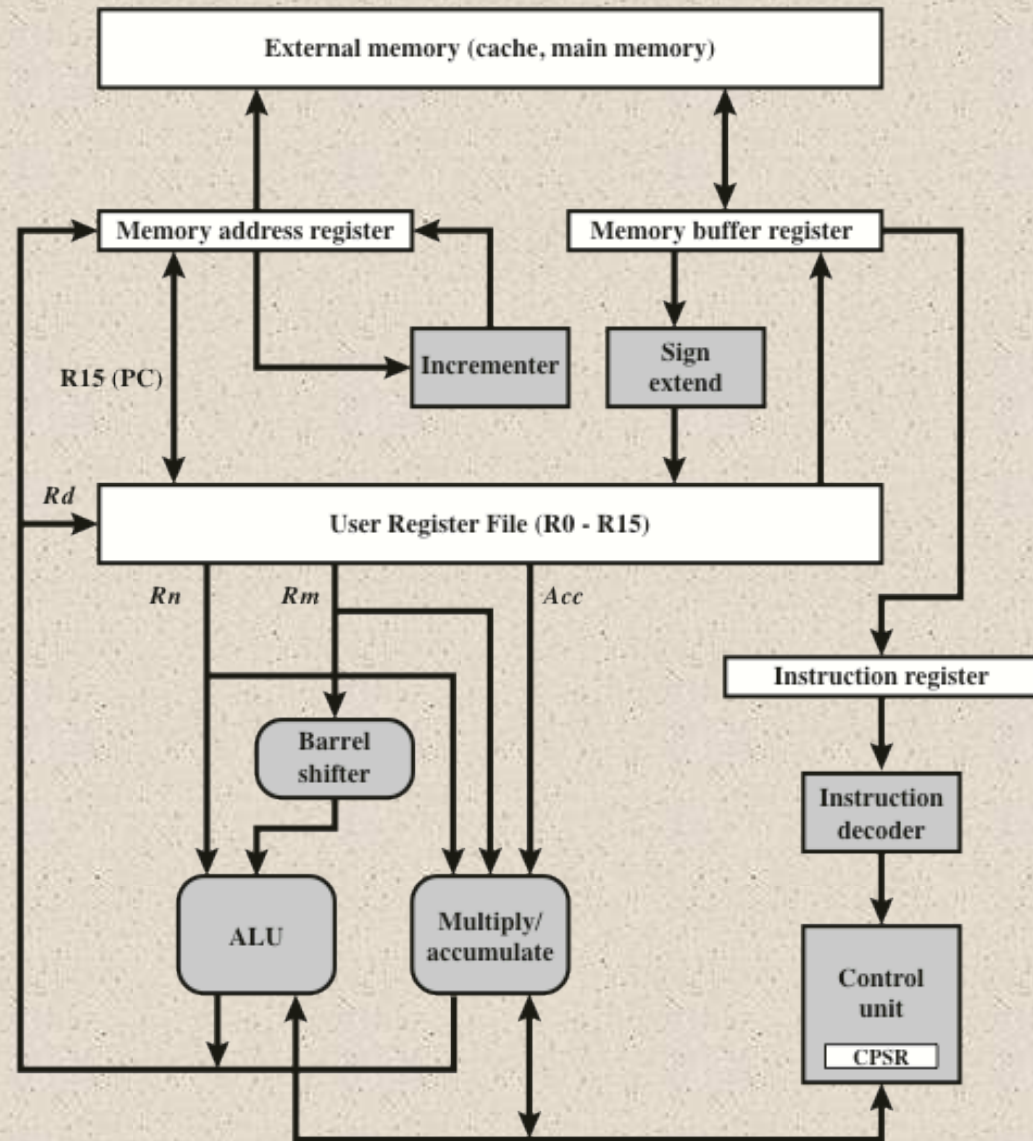 External memory (cache, main memory)
Memory address register
Memory buffer register
Incrementer
Sign
extend
R15 (PC)
Rd
User Register File (R0 - R15)
Rn
Rm
Acc
Instruction register
Barrel
shifter
Instruction
decoder
ALU
Multiply/
accumulate
Control
unit
CPSR